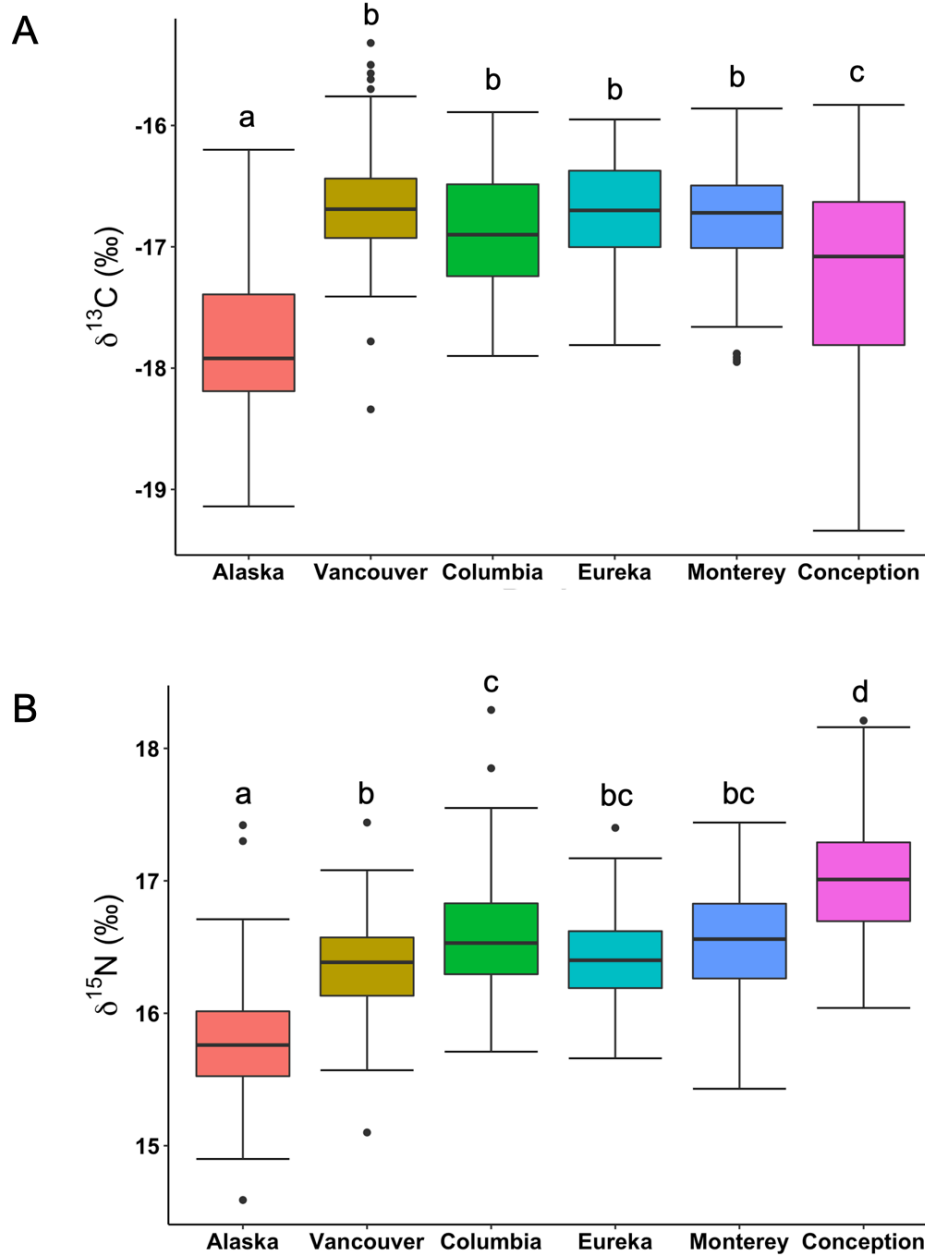 A
b
b
b
b
c
a
-16
-17
-18
-19
δ13C (‰)
Alaska Vancouver Columbia Eureka Monterey Conception
B
c
d
a
b
bc
bc
18
17
16
15
δ15N (‰)
Alaska Vancouver Columbia Eureka Monterey Conception